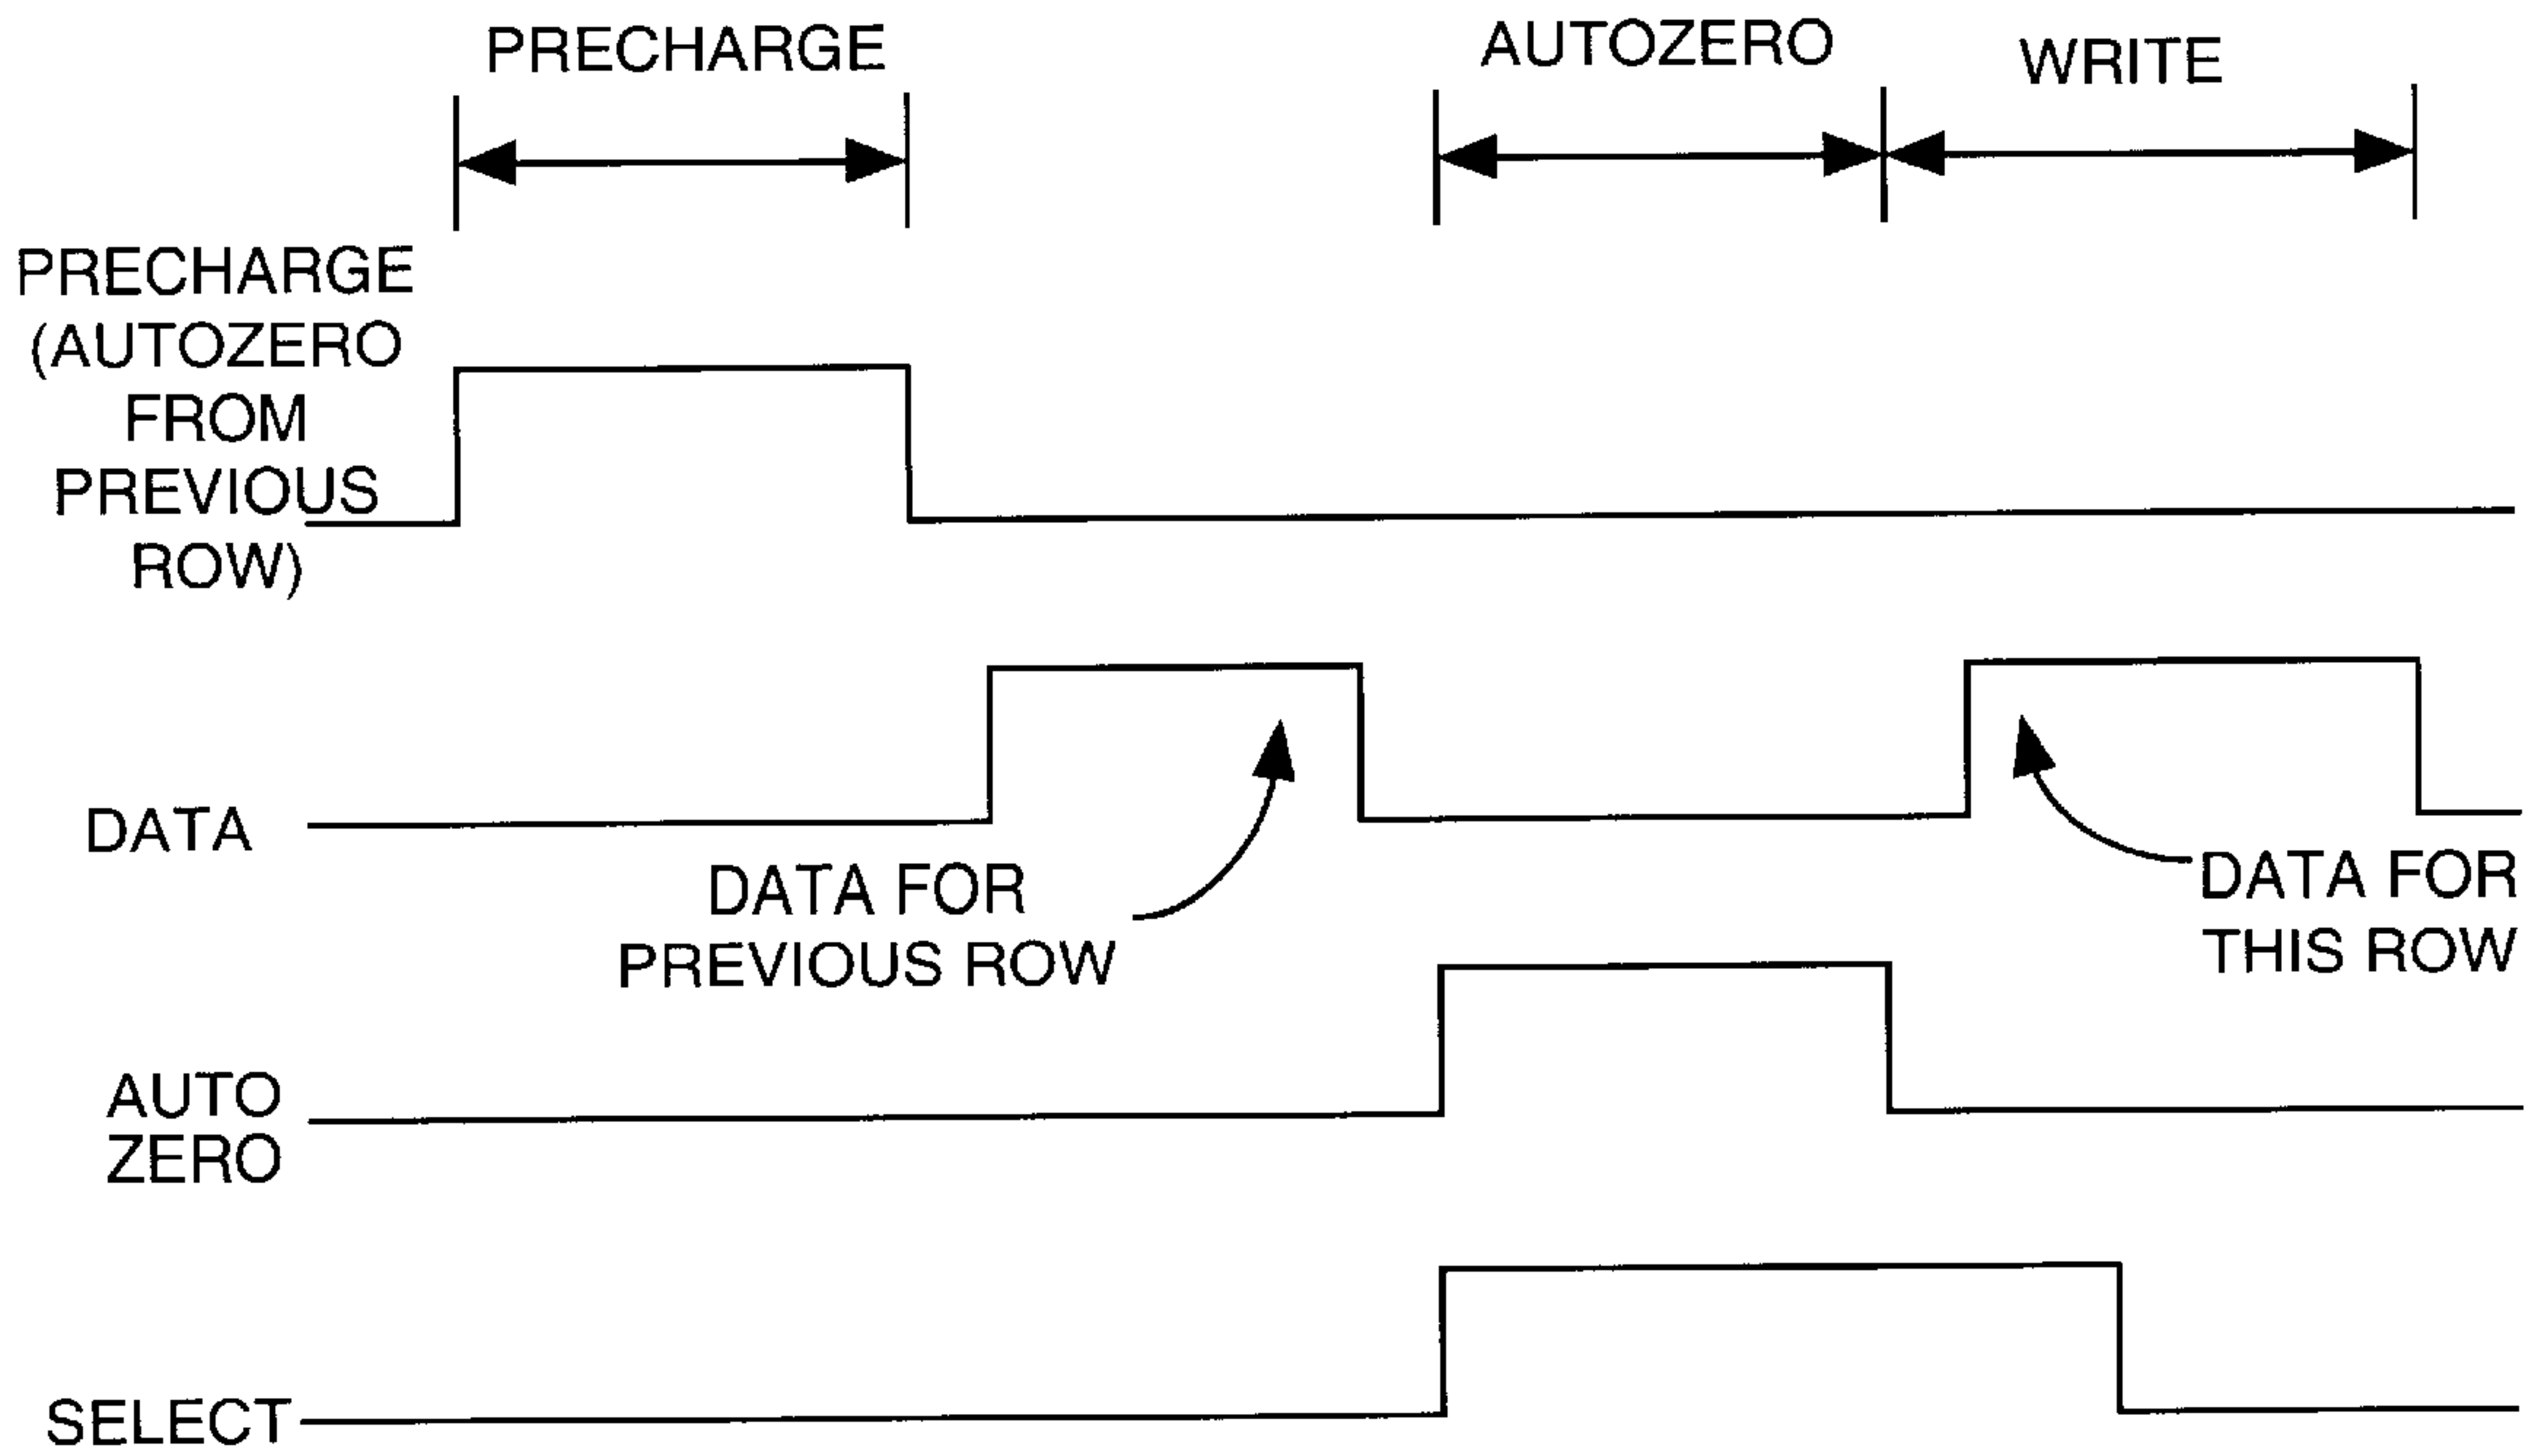 PRECHARGE
AUTOZERO
WRITE
PRECHARGE
(AUTOZERO
FROM
PREVIOUS
ROW)
DATA
DATA FOR
PREVIOUS ROW
DATA FOR
THIS ROW
AUTO
ZERO
SELECT